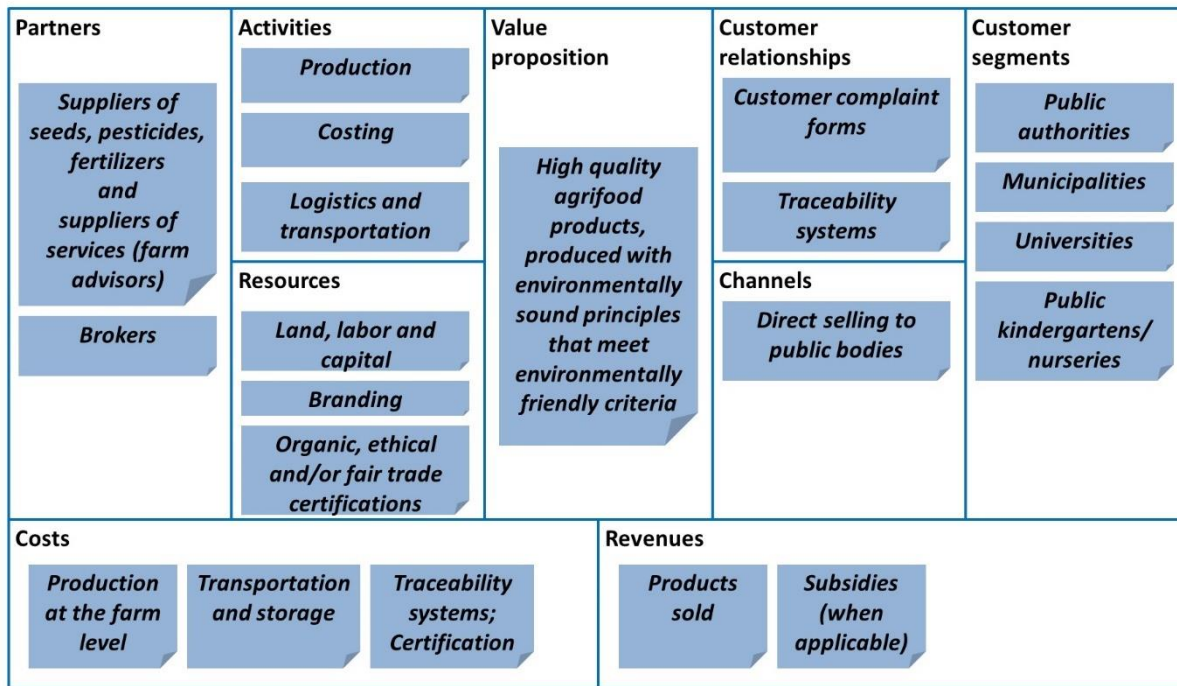 Partners
Suppliers of
seeds, pesticides,
fertilizers
and
suppliers of
services (farm
advisors)
Brokers
Activities
Production
Costing
Logistics and
transportation
Resources
Land, labor and
capital
Branding
Organic, ethical
and/or fair trade
certifications
Value
proposition
High quality
agrifood
products,
produced with
environmentally
sound principles
that meet
environmentally
friendly criteria
Customer
relationships
Customer complaint
forms
Traceability
systems
Channels
Direct selling to
public bodies
Customer
segments
Public
authorities
Municipalities
Universities
Public
kindergartens/
nurseries
Costs
Production
at the farm
level
Transportation
and storage
Traceability
systems;
Certification
Revenues
Products
sold
Subsidies
(when
applicable)